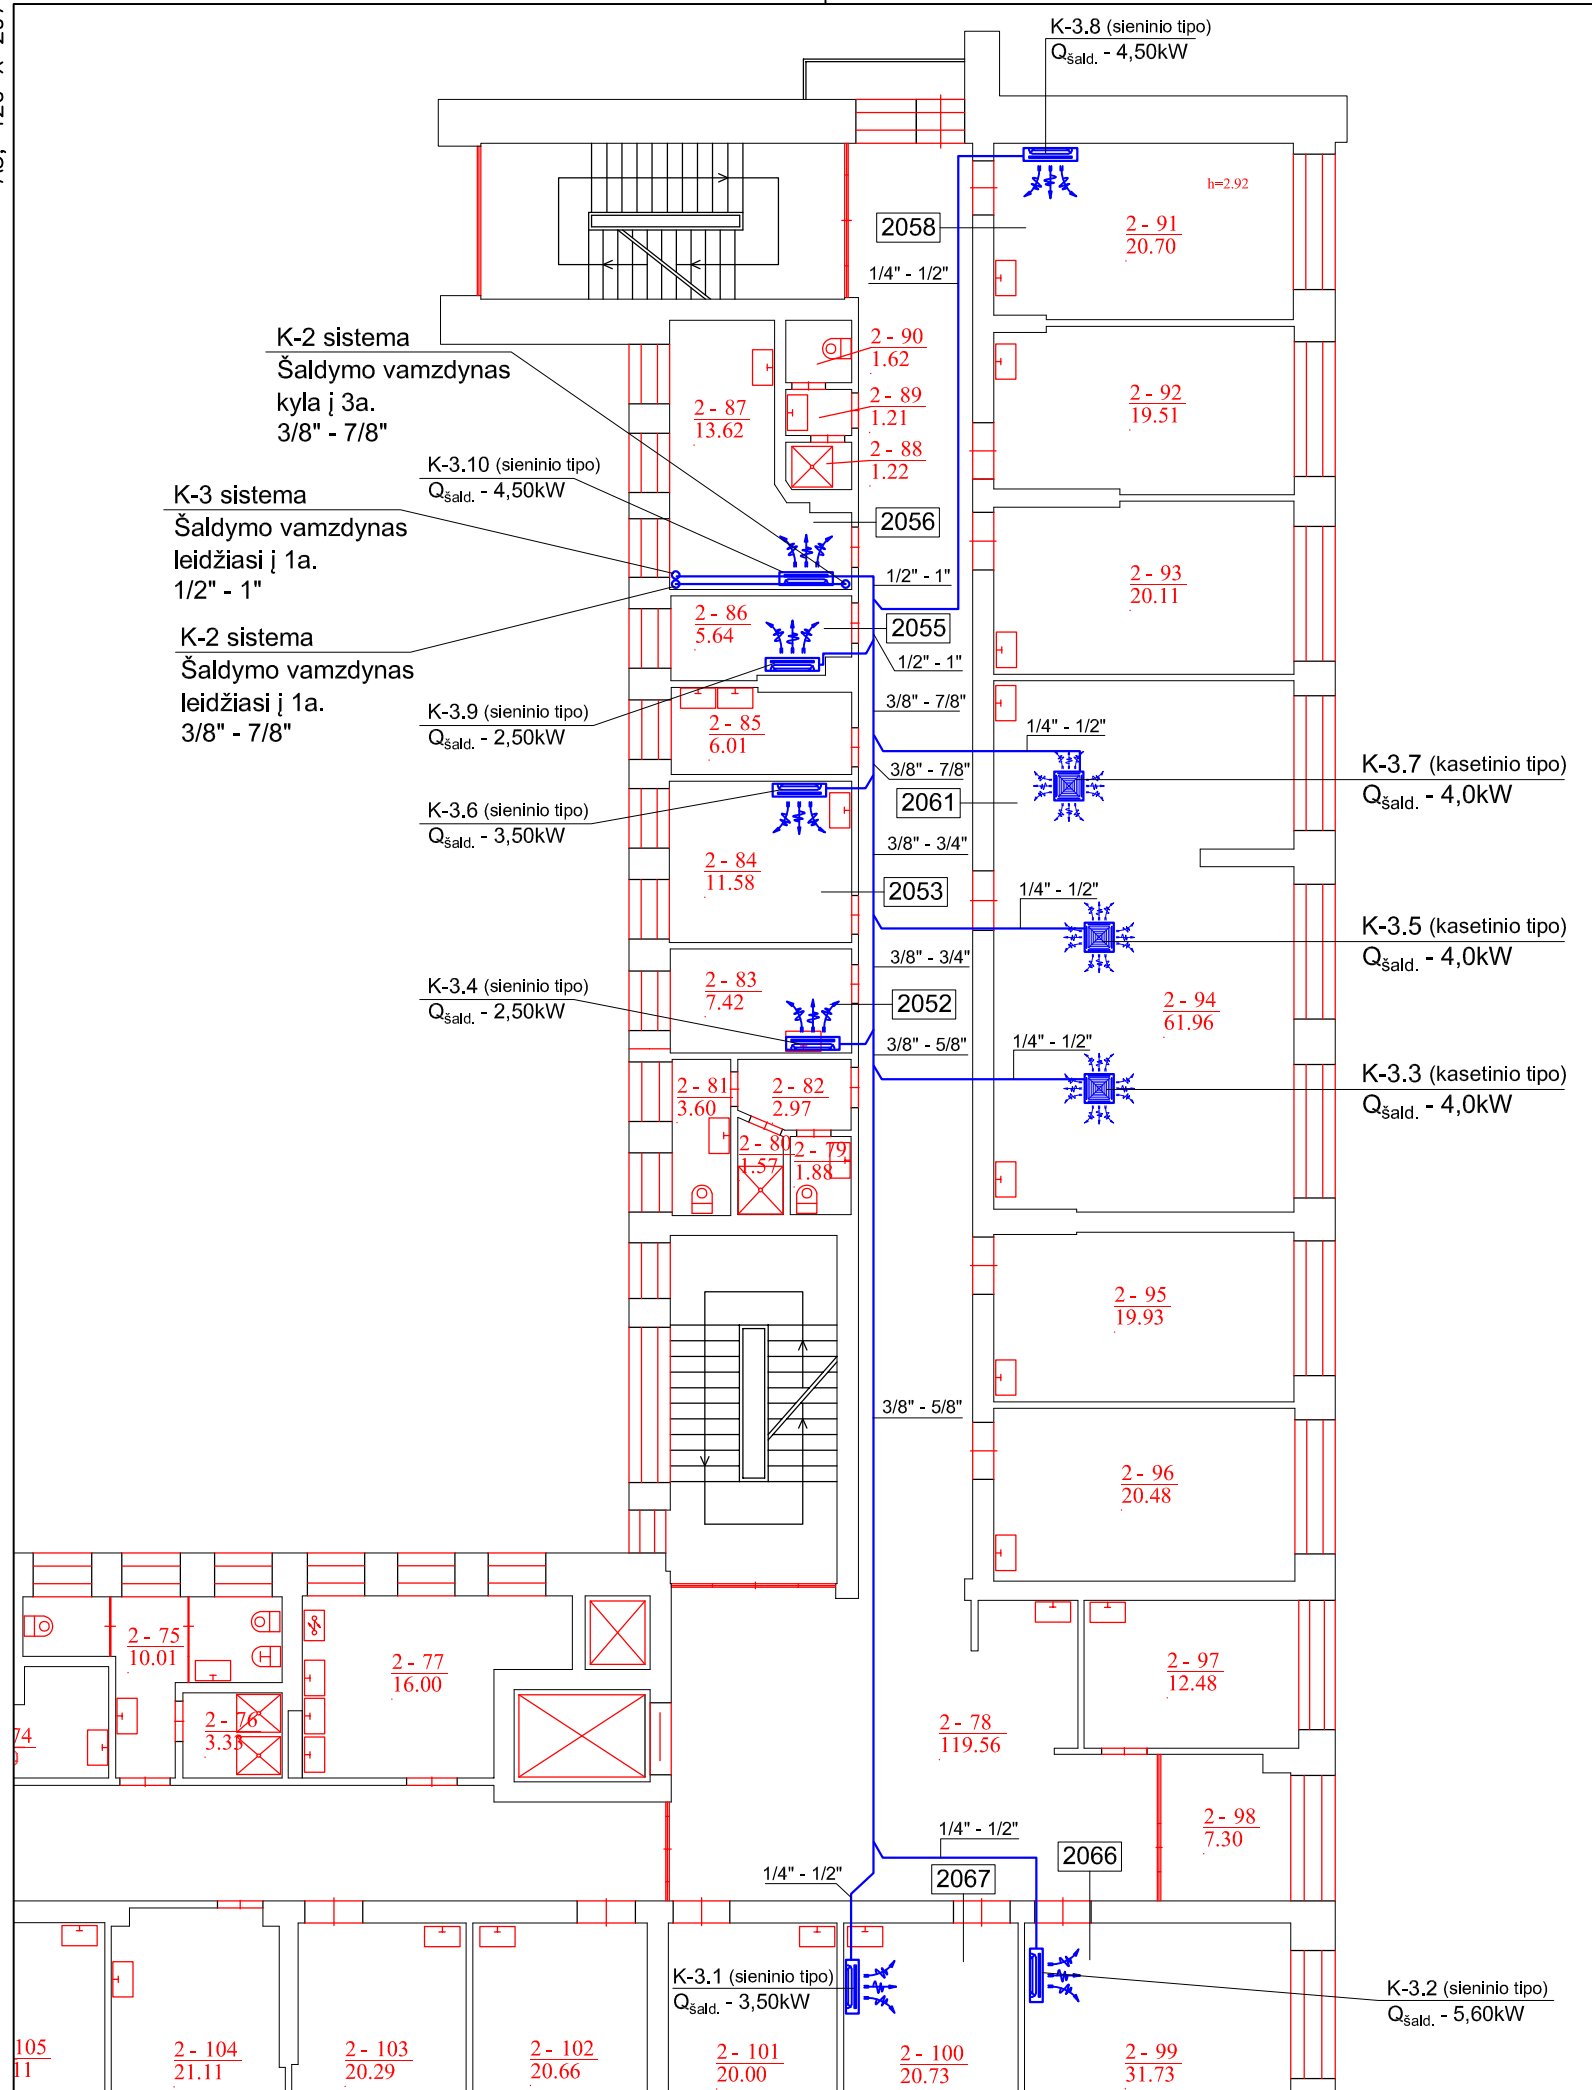 K-3.8 (sieninio tipo)
Qšald. - 4,50kW
h=2.92
2058
2 - 91
20.70
1/4" - 1/2"
K-2 sistema
Šaldymo vamzdynas
kyla į 3a.
3/8" - 7/8"
2 - 90
1.62
2 - 92
19.51
2 - 87
13.62
2 - 89
1.21
2 - 88
1.22
K-3.10 (sieninio tipo)
Qšald. - 4,50kW
K-3 sistema
Šaldymo vamzdynas
leidžiasi į 1a.
1/2" - 1"
2056
1/2" - 1"
2 - 93
20.11
K-2 sistema
Šaldymo vamzdynas
leidžiasi į 1a.
3/8" - 7/8"
2 - 86
5.64
2055
1/2" - 1"
K-3.9 (sieninio tipo)
Qšald. - 2,50kW
2 - 85
6.01
3/8" - 7/8"
1/4" - 1/2"
3/8" - 7/8"
K-3.7 (kasetinio tipo)
Qšald. - 4,0kW
2061
K-3.6 (sieninio tipo)
Qšald. - 3,50kW
3/8" - 3/4"
2 - 84
11.58
2053
1/4" - 1/2"
K-3.5 (kasetinio tipo)
Qšald. - 4,0kW
3/8" - 3/4"
K-3.4 (sieninio tipo)
Qšald. - 2,50kW
2 - 83
7.42
2052
2 - 94
61.96
3/8" - 5/8"
1/4" - 1/2"
K-3.3 (kasetinio tipo)
Qšald. - 4,0kW
2 - 81
3.60
2 - 82
2.97
2 - 80
1.57
2 - 79
1.88
2 - 95
19.93
3/8" - 5/8"
2 - 96
20.48
2 - 75
10.01
2 - 77
16.00
2 - 97
12.48
2 - 76
3.33
74
2 - 78
119.56
2 - 98
7.30
1/4" - 1/2"
2066
1/4" - 1/2"
2067
K-3.1 (sieninio tipo)
Qšald. - 3,50kW
K-3.2 (sieninio tipo)
Qšald. - 5,60kW
105
11
2 - 104
21.11
2 - 103
20.29
2 - 102
20.66
2 - 101
20.00
2 - 100
20.73
2 - 99
31.73